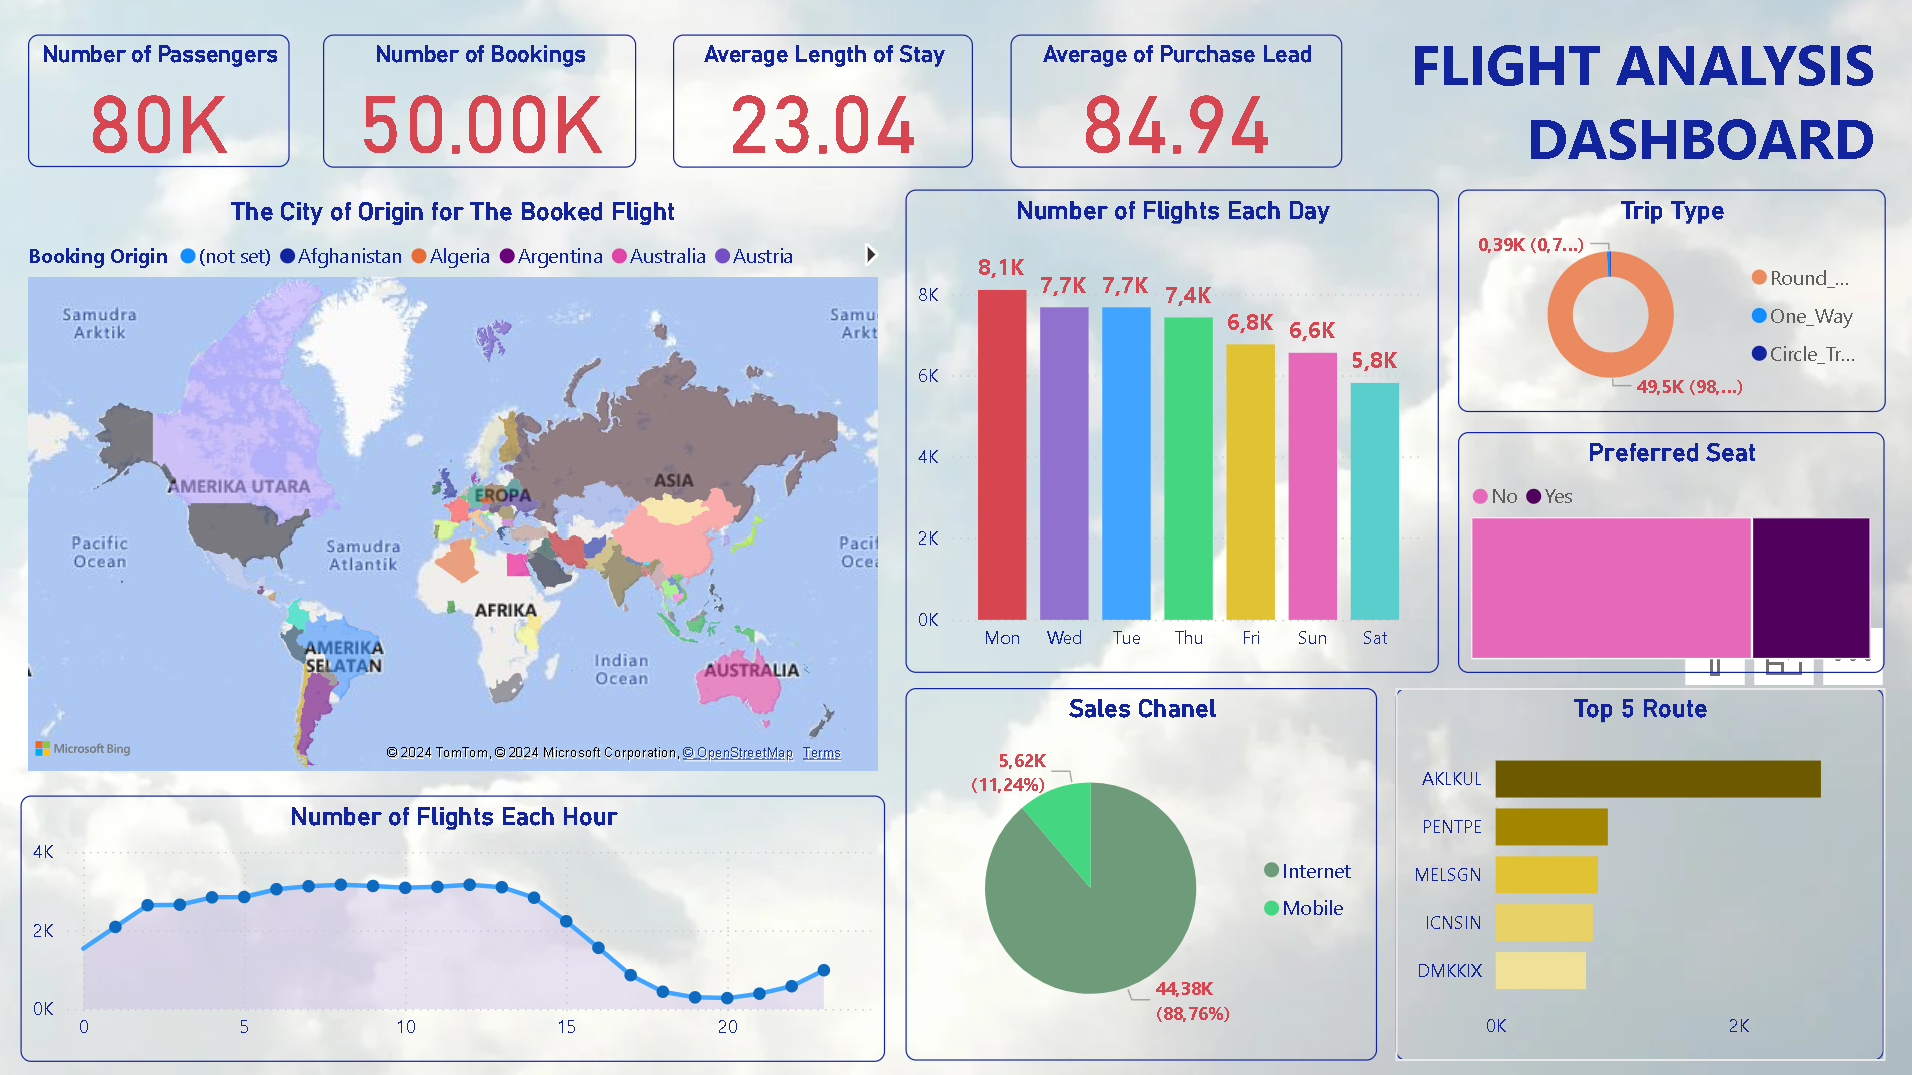 Number of Passengers
80K
Number of Bookings
50.00K
Average Length of Stay
23.04
Average of Purchase Lead
84.94
FLIGHT ANALYSIS
DASHBOARD
The City of Origin for The Booked Flight
Booking Origin (not set) Afghanistan Algeria Argentina Australia Austria
Samudra
Arktik
Samu
Arkt
AMERIKA UTARA
EROPA
ASIA
Pacific
Ocean
Samudra
Atlantik
Pacif
Ocea
AFRIKA
AMERIKA
SELATAN
Indian
Ocean
AUSTRALIA
Microsoft Bing
© 2024 TomTom, © 2024 Microsoft Corporation, © OpenStreetMap Terms
Number of Flights Each Hour
4K
2K
0K
0 5 10 15 20
Number of Flights Each Day
8K
6K
4K
2K
0K
8,1K
7,7K
7,7K
7,4K
6,8K
6,6K
5,8K
Mon Wed Tue Thu Fri Sun Sat
Trip Type
0,39K (0,7...)
49,5K (98,...)
Round_...
One_Way
Circle_Tr...
Preferred Seat
No Yes
Sales Chanel
5,62K
(11,24%)
44,38K
(88,76%)
Internet
Mobile
Top 5 Route
AKLKUL
PENTPE
MELSGN
ICNSIN
DMKKIX
0K 2K